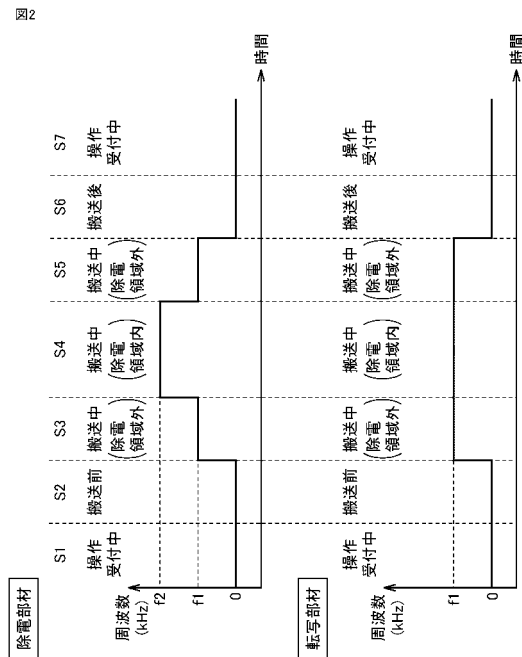 図2
除電部材
S1
S2
S3
S4
S5
S6
S7
操作
受付中
搬送前
搬送中
(除電
領域外)
搬送中
(除電
領域内)
搬送中
(除電
領域外)
搬送後
操作
受付中
周波数
(kHz)
f2
f1
0
時間
転写部材
操作
受付中
搬送前
搬送中
(除電
領域外)
搬送中
(除電
領域内)
搬送中
(除電
領域外)
搬送後
操作
受付中
周波数
(kHz)
f1
0
時間